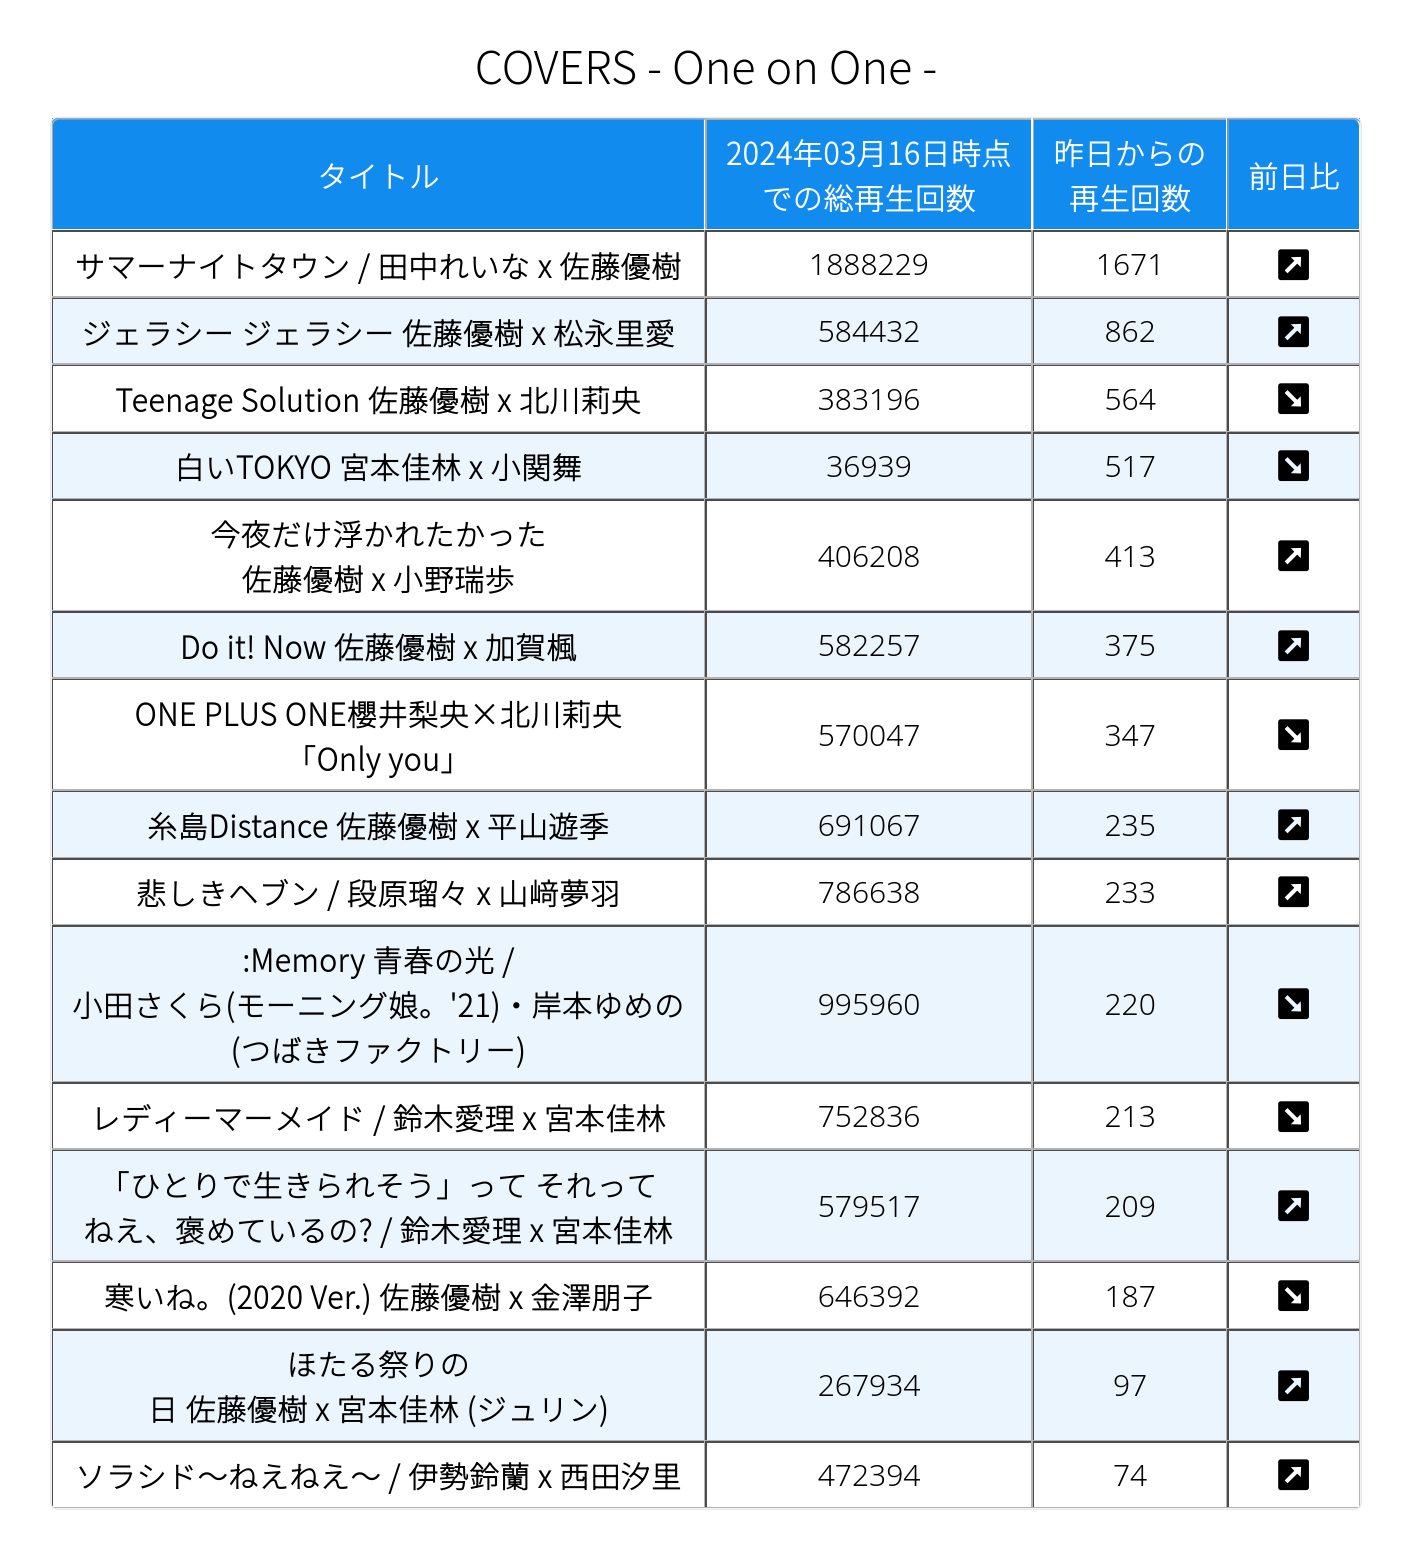 COVERS - One on One -
タイトル
2024年03月16日時点
での総再生回数
昨日からの
再生回数
前日比
サマーナイトタウン / 田中れいな x 佐藤優樹
1888229
1671
ジェラシー ジェラシー 佐藤優樹 x 松永里愛
584432
862
Teenage Solution 佐藤優樹 x 北川莉央
383196
564
白いTOKYO 宮本佳林 x 小関舞
36939
517
今夜だけ浮かれたかった
佐藤優樹 x 小野瑞歩
406208
413
Do it! Now 佐藤優樹 x 加賀楓
582257
375
ONE PLUS ONE櫻井梨央×北川莉央
「Only you」
570047
347
糸島Distance 佐藤優樹 x 平山遊季
691067
235
悲しきヘブン / 段原瑠々 x 山﨑夢羽
786638
233
:Memory 青春の光 /
小田さくら(モーニング娘。'21)・岸本ゆめの
(つばきファクトリー)
995960
220
レディーマーメイド / 鈴木愛理 x 宮本佳林
752836
213
「ひとりで生きられそう」って それって
ねえ、褒めているの? / 鈴木愛理 x 宮本佳林
579517
209
寒いね。(2020 Ver.) 佐藤優樹 x 金澤朋子
646392
187
ほたる祭りの
日 佐藤優樹 x 宮本佳林 (ジュリン)
267934
97
ソラシド～ねえねえ～ / 伊勢鈴蘭 x 西田汐里
472394
74